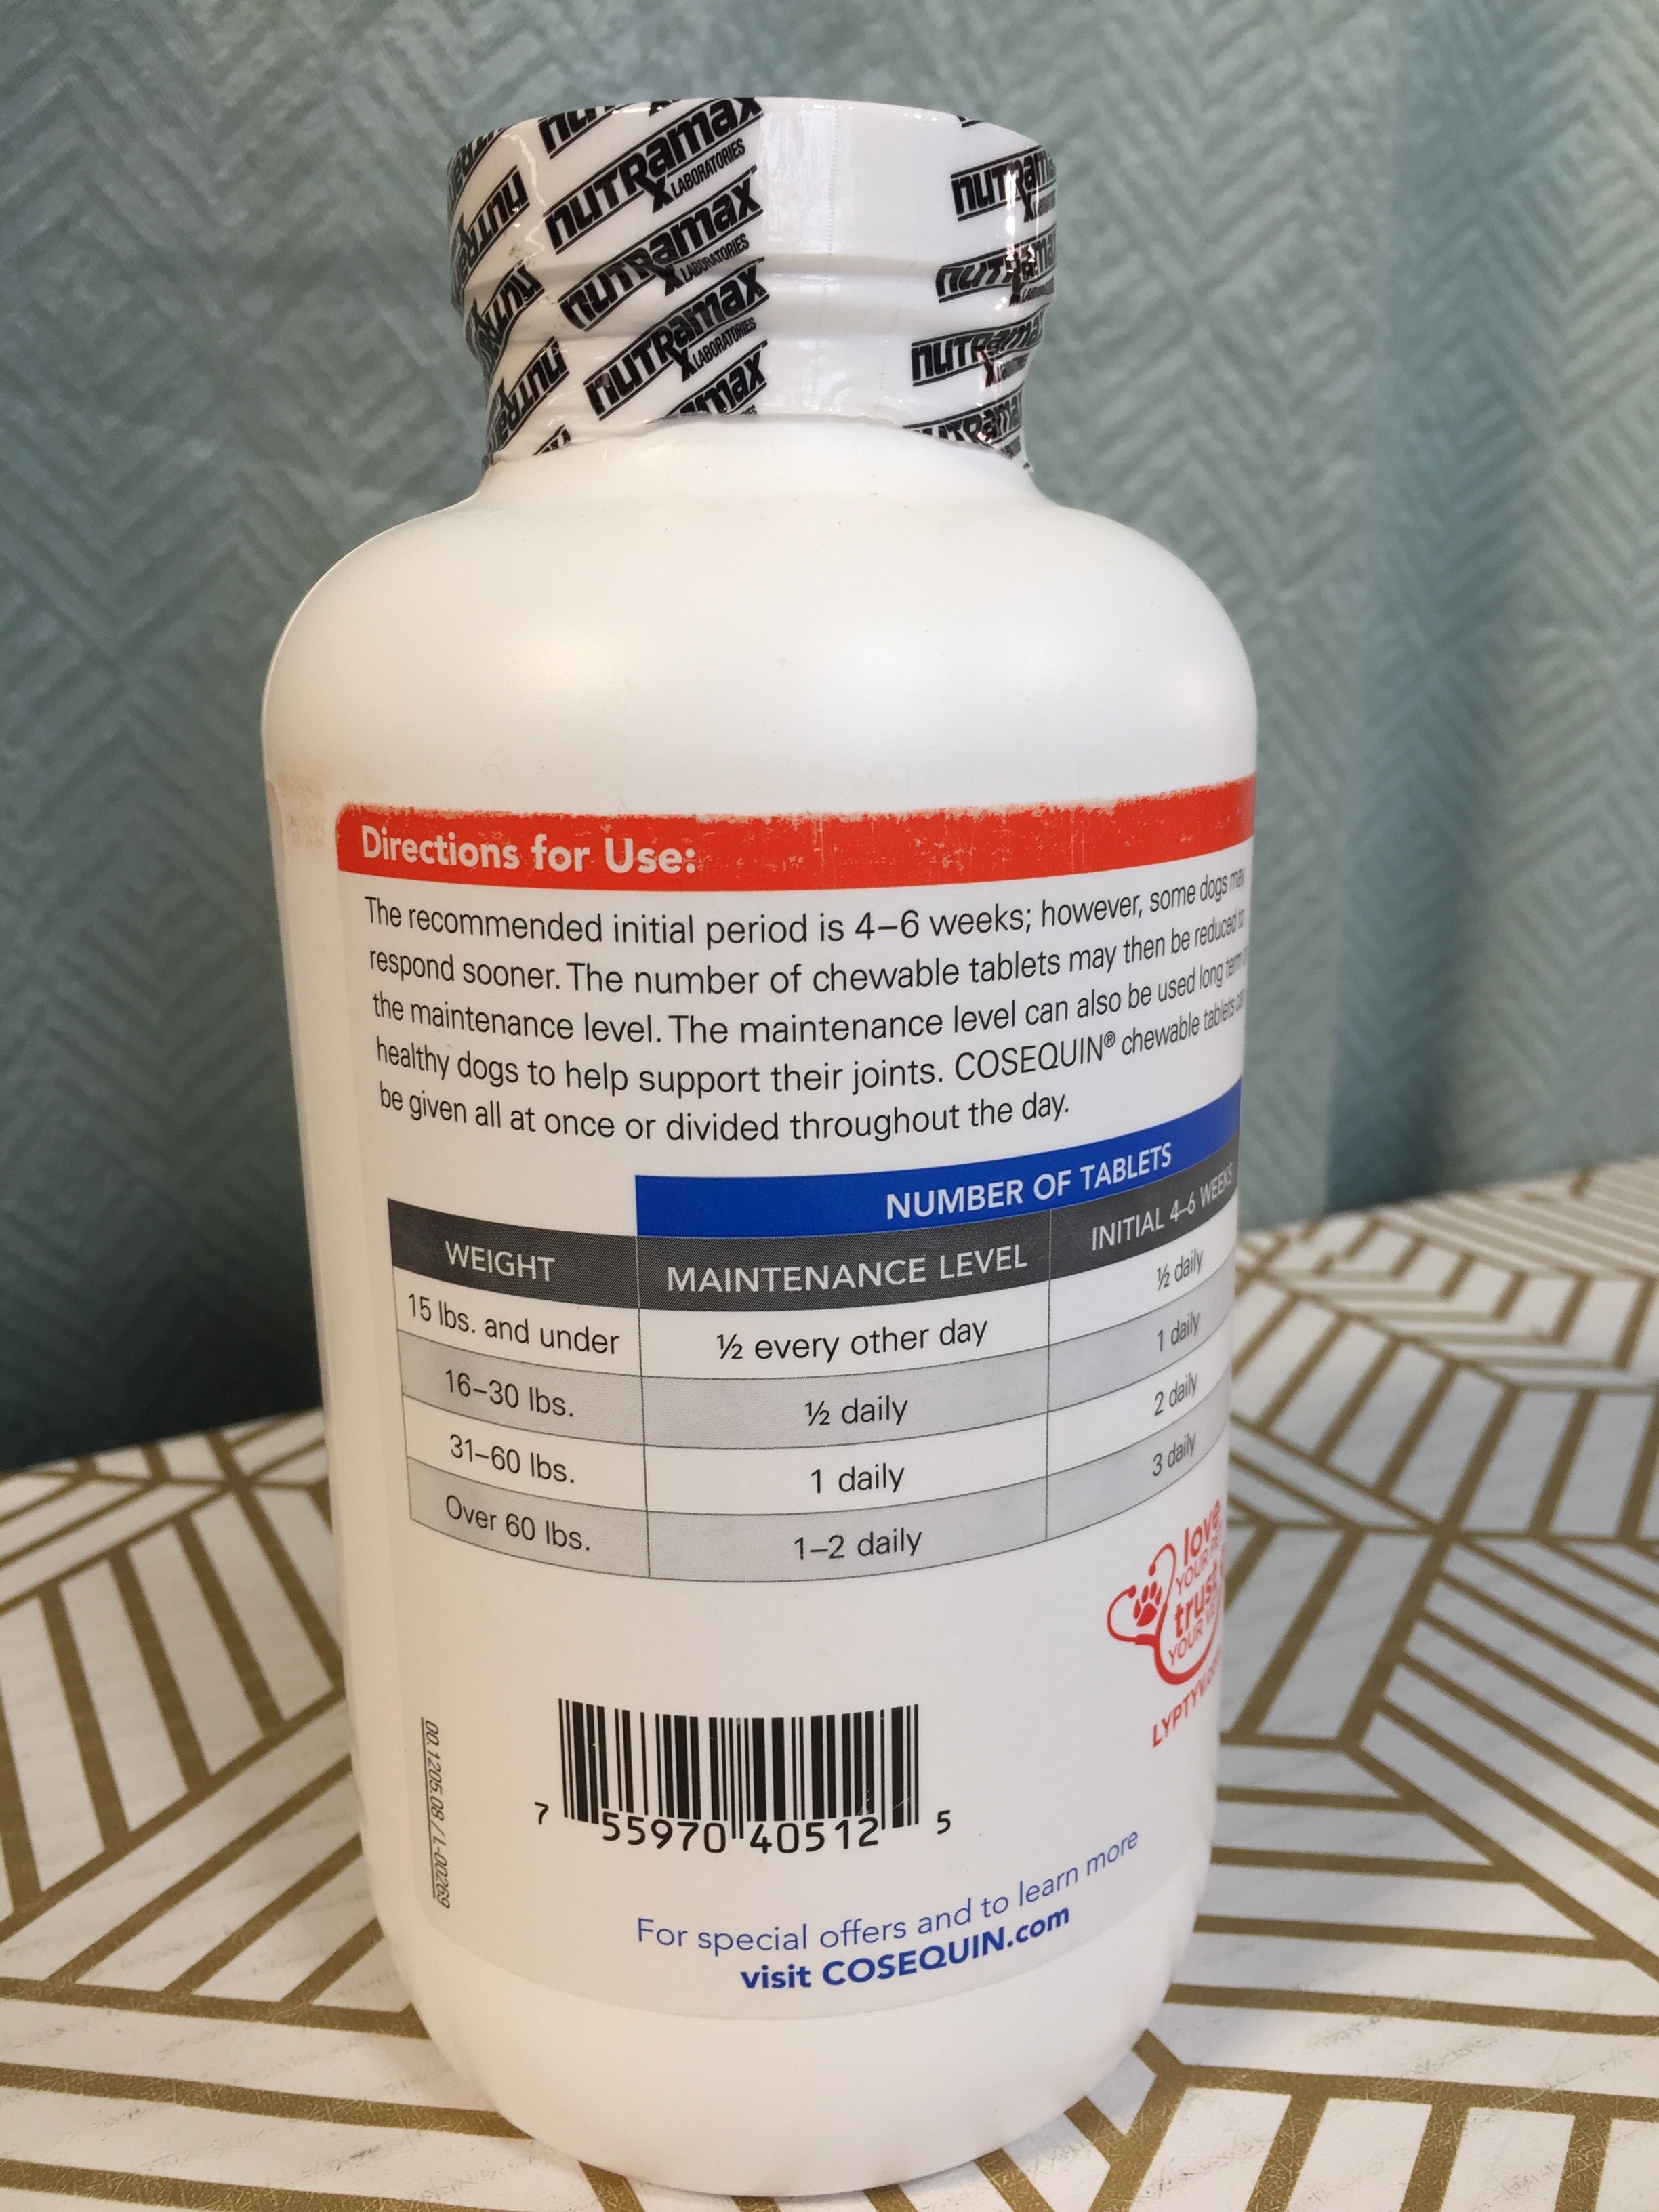 nutramax
LABORATORIES
nutramax
LABORATORIES
nutramax
LABORATORIES
Directions for Use:
The recommended initial period is 4–6 weeks; however, some dogs may
respond sooner. The number of chewable tablets may then be reduced to
the maintenance level. The maintenance level can also be used long term
healthy dogs to help support their joints. COSEQUIN® chewable tablets
be given all at once or divided throughout the day.
NUMBER OF TABLETS
WEIGHT MAINTENANCE LEVEL INITIAL 4–6 WEEKS
15 lbs. and under ½ every other day ½ daily
16–30 lbs. ½ daily 1 daily
31–60 lbs. 1 daily 2 daily
Over 60 lbs. 1–2 daily 3 daily
love
YOUR
trust
YOUR
7 55970 40512 5
00.1205.08 / L-00269
For special offers and to learn more
visit COSEQUIN.com